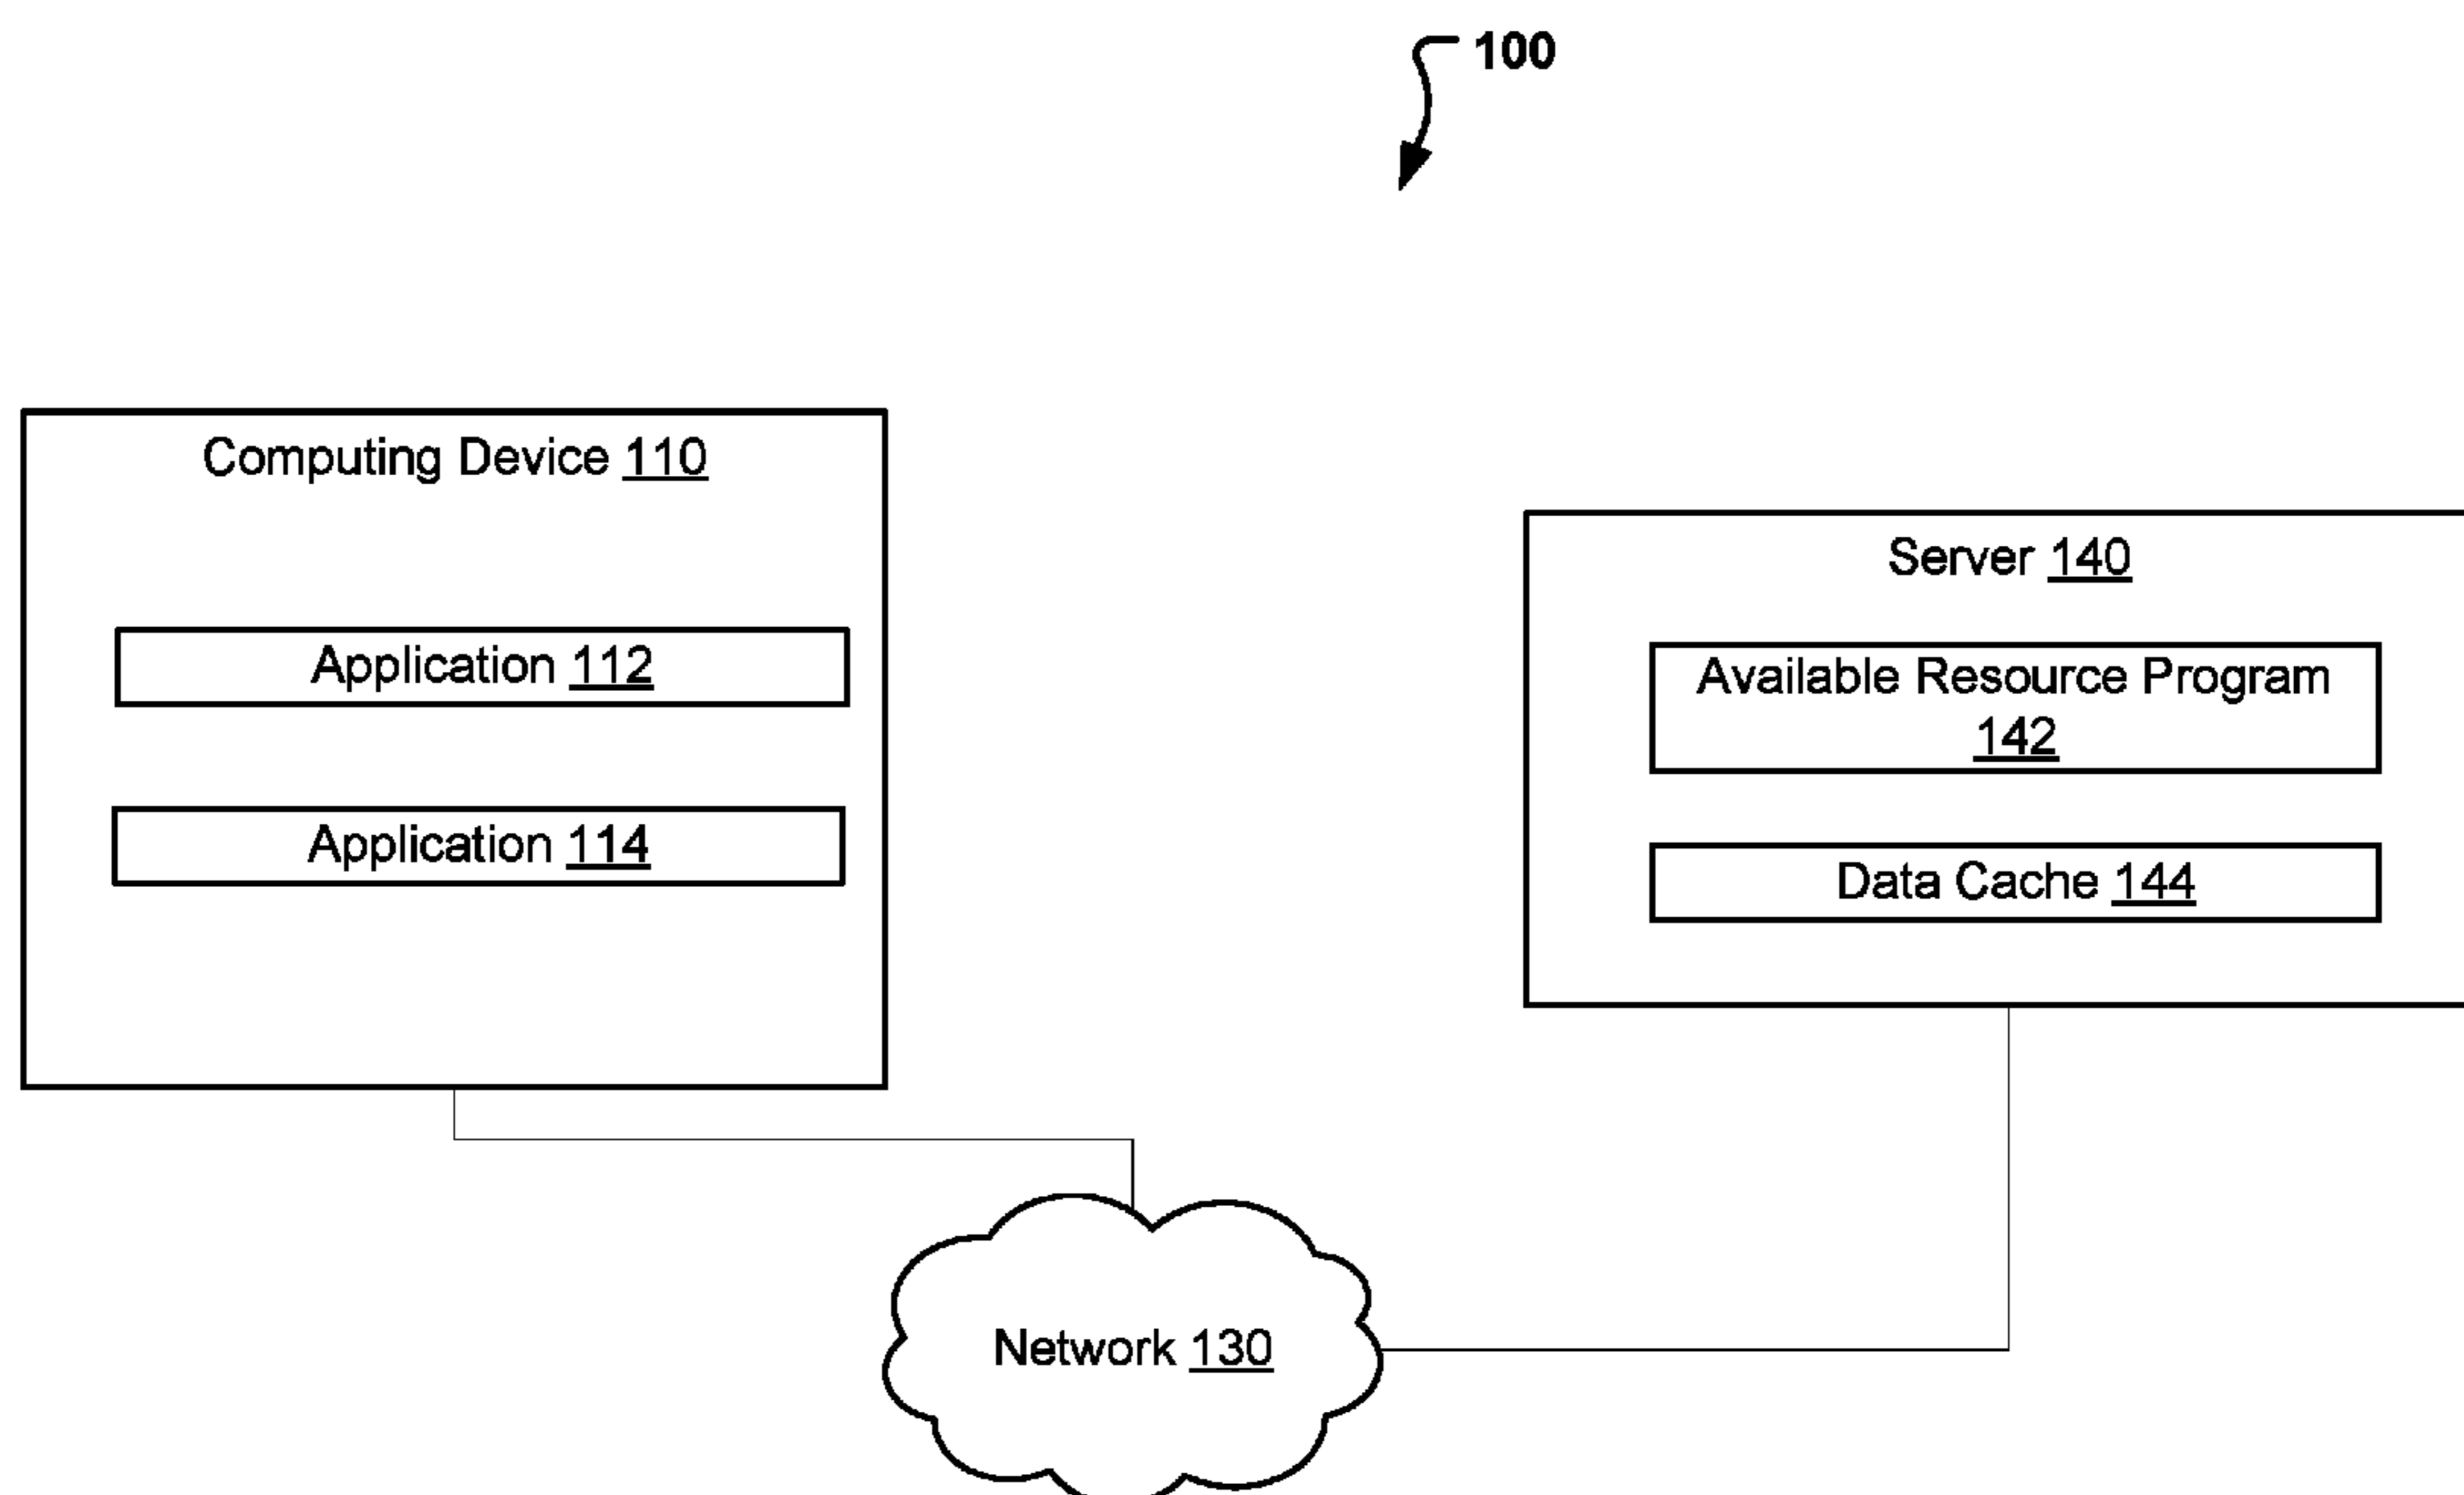 100
Computing Device 110
Application 112
Application 114
Server 140
Available Resource Program
142
Data Cache 144
Network 130